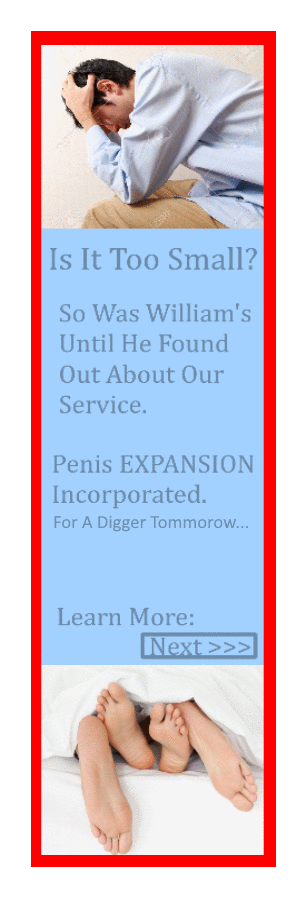 Is It Too Small?
So Was William's
Until He Found
Out About Our
Service.
Penis EXPANSION
Incorporated.
For A Digger Tommorow...
Learn More:
Next >>>